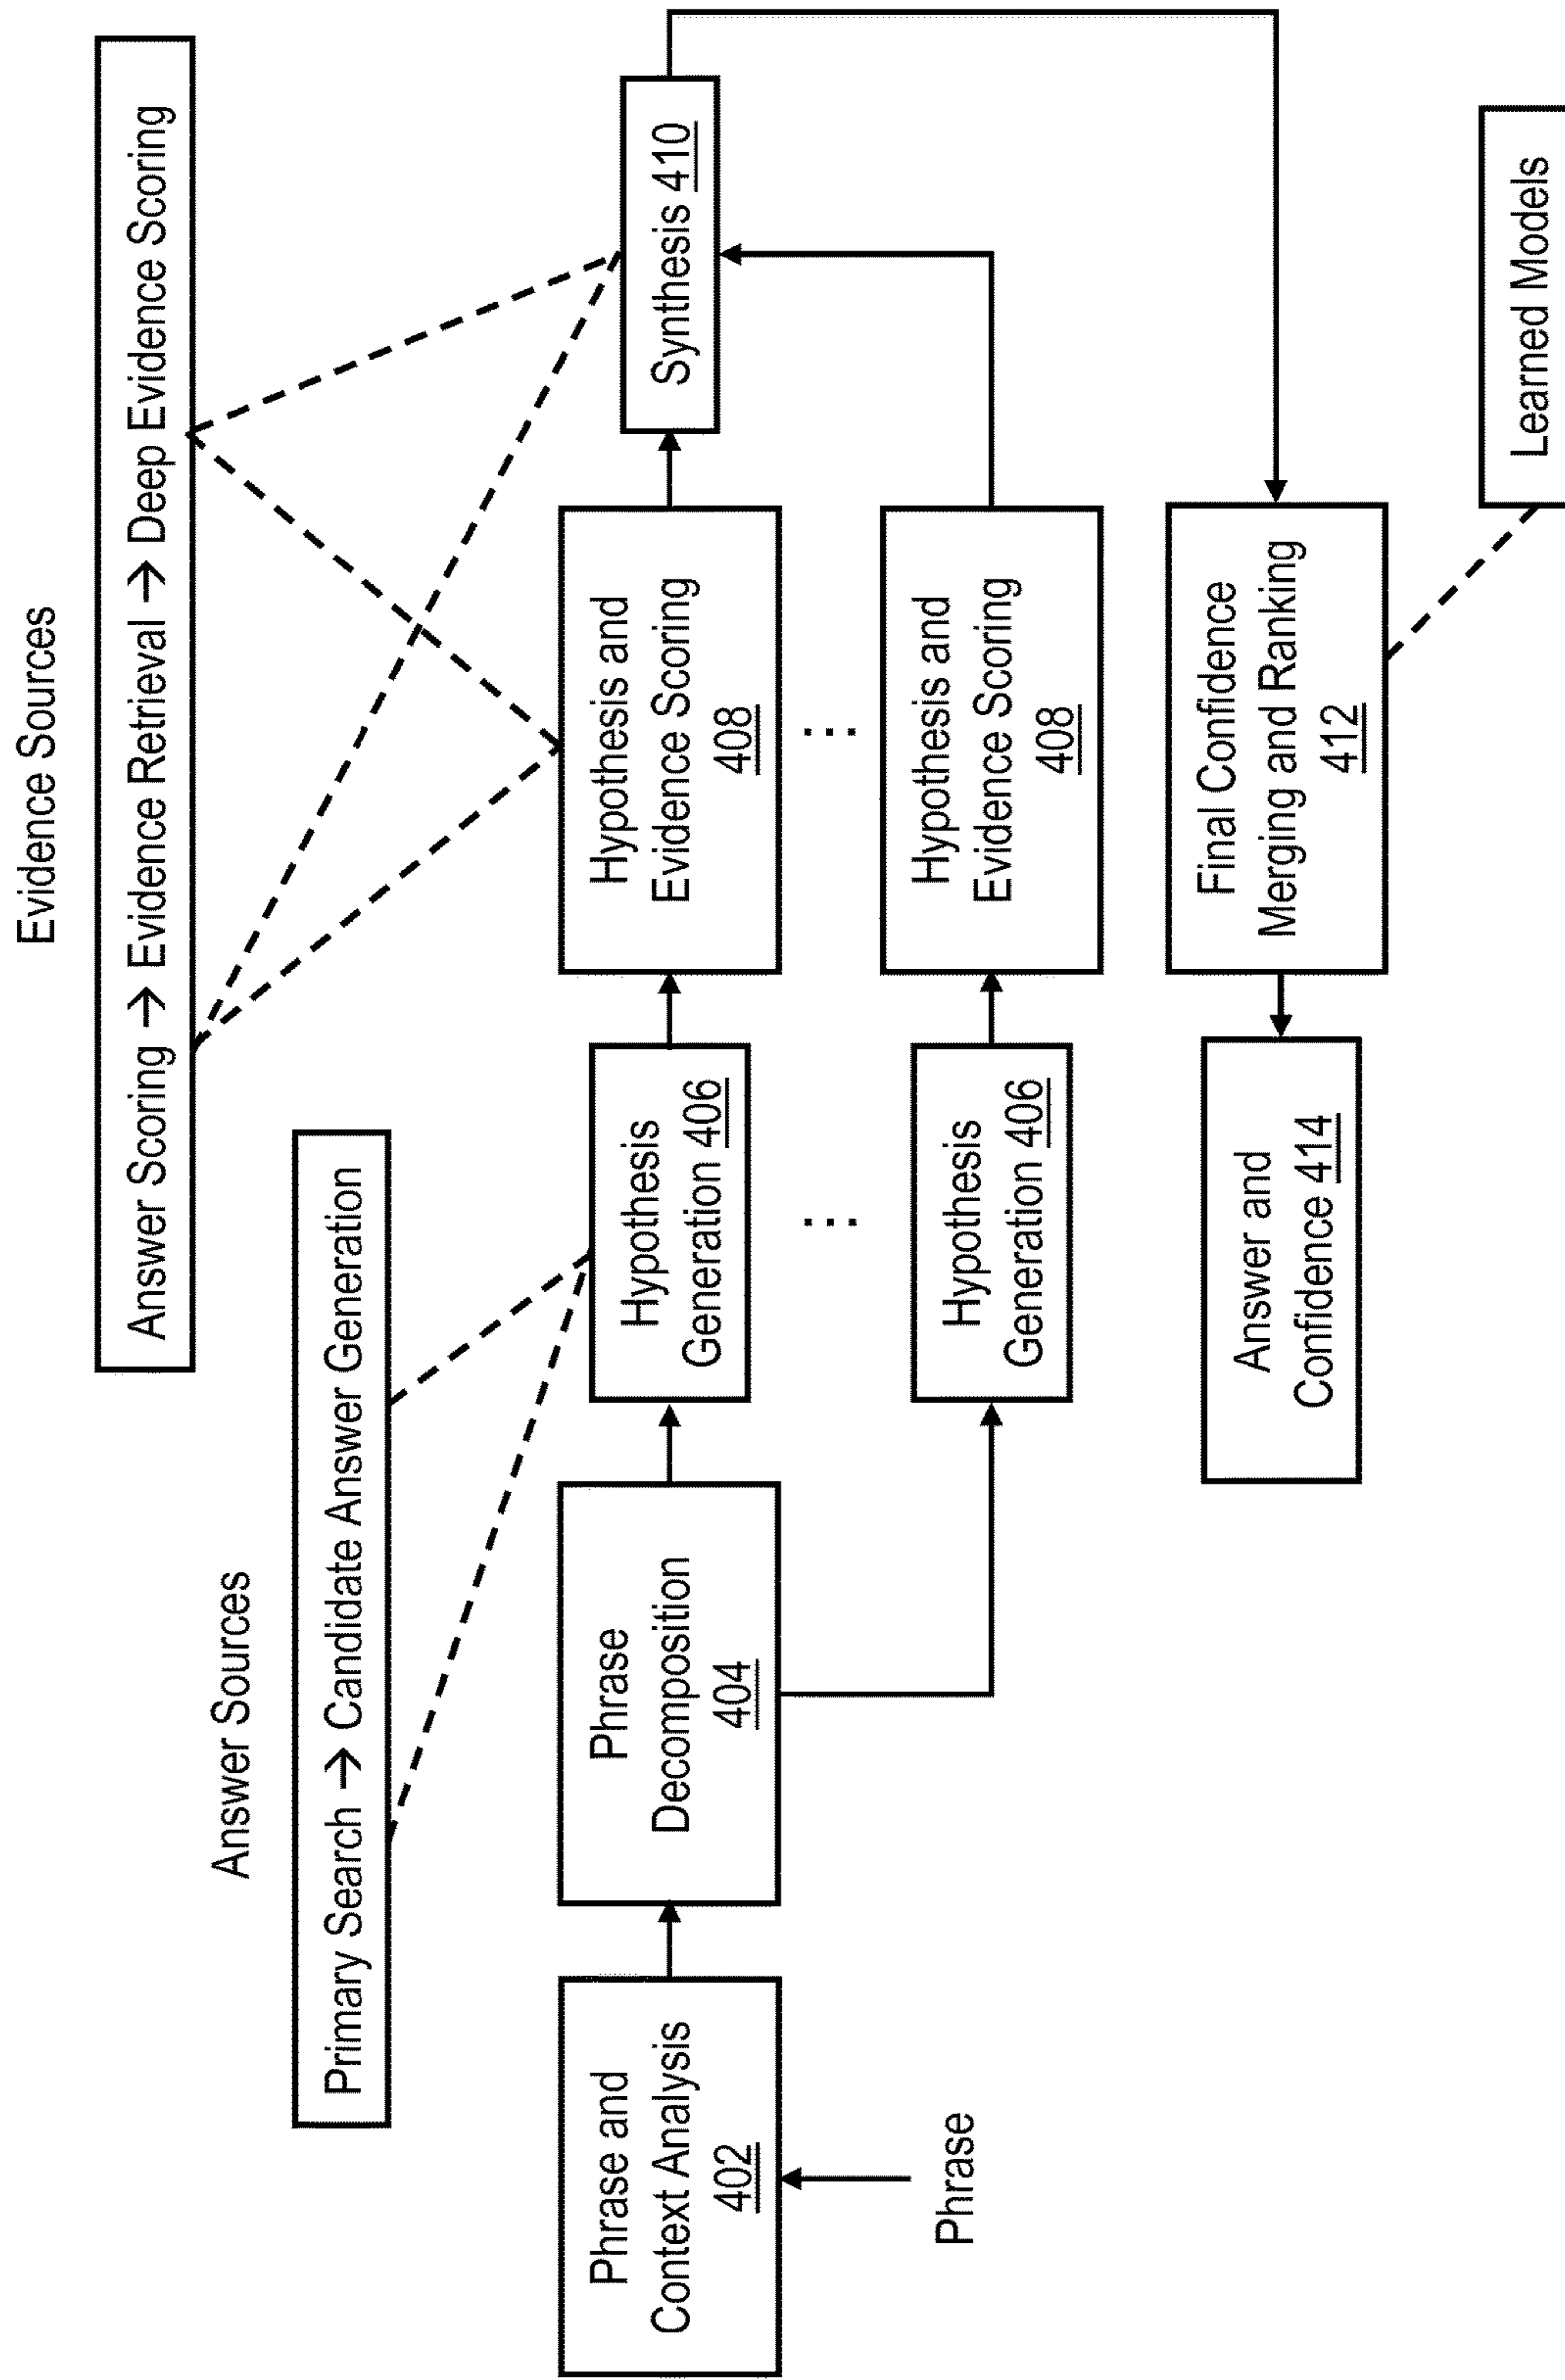 Evidence Sources
Answer Scoring → Evidence Retrieval → Deep Evidence Scoring
Answer Sources
Primary Search → Candidate Answer Generation
Phrase and
Context Analysis
402
Phrase
Phrase
Decomposition
404
Hypothesis
Generation 406
Hypothesis and
Evidence Scoring
408
Synthesis 410
...
...
Hypothesis
Generation 406
Hypothesis and
Evidence Scoring
408
Answer and
Confidence 414
Final Confidence
Merging and Ranking
412
Learned Models